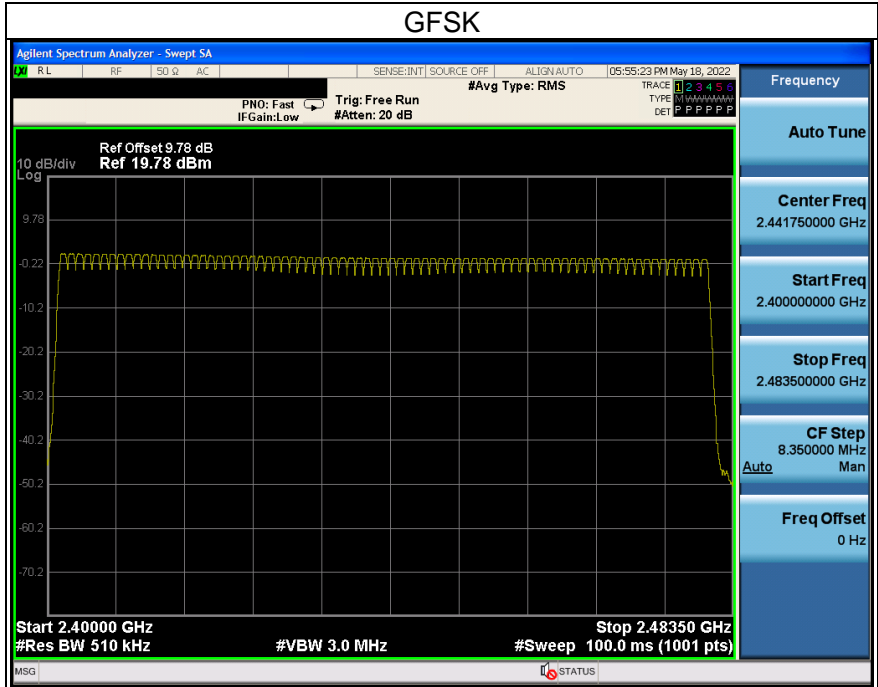 GFSK
Agilent Spectrum Analyzer - Swept SA
LXI RL RF 50 Ω AC SENSE:INT SOURCE OFF ALIGN AUTO 05:55:23 PM May 18, 2022
#Avg Type: RMS
TRACE 1 2 3 4 5 6
PNO: Fast Trig: Free Run
TYPE M W W W W W
IFGain:Low #Atten: 20 dB
DET P P P P P P
Ref Offset 9.78 dB
10 dB/div Ref 19.78 dBm
Log
9.78
-0.22
-10.2
-20.2
-30.2
-40.2
-50.2
-60.2
-70.2
Start 2.40000 GHz Stop 2.48350 GHz
#Res BW 510 kHz #VBW 3.0 MHz #Sweep 100.0 ms (1001 pts)
MSG STATUS
Frequency
Auto Tune
Center Freq
2.441750000 GHz
Start Freq
2.400000000 GHz
Stop Freq
2.483500000 GHz
CF Step
8.350000 MHz
Auto Man
Freq Offset
0 Hz